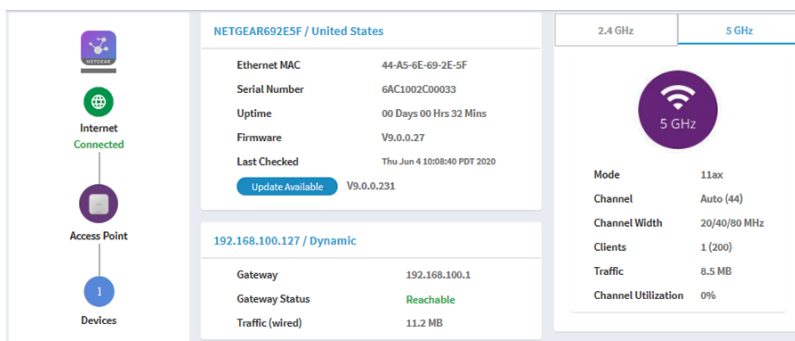 NETGEAR
Internet
Connected
Access Point
1
Devices
NETGEAR692E5F / United States
Ethernet MAC 44-A5-6E-69-2E-5F
Serial Number 6AC1002C00033
Uptime 00 Days 00 Hrs 32 Mins
Firmware V9.0.0.27
Last Checked Thu Jun 4 10:08:40 PDT 2020
Update Available V9.0.0.231
192.168.100.127 / Dynamic
Gateway 192.168.100.1
Gateway Status Reachable
Traffic (wired) 11.2 MB
2.4 GHz 5 GHz
5 GHz
Mode 11ax
Channel Auto (44)
Channel Width 20/40/80 MHz
Clients 1 (200)
Traffic 8.5 MB
Channel Utilization 0%